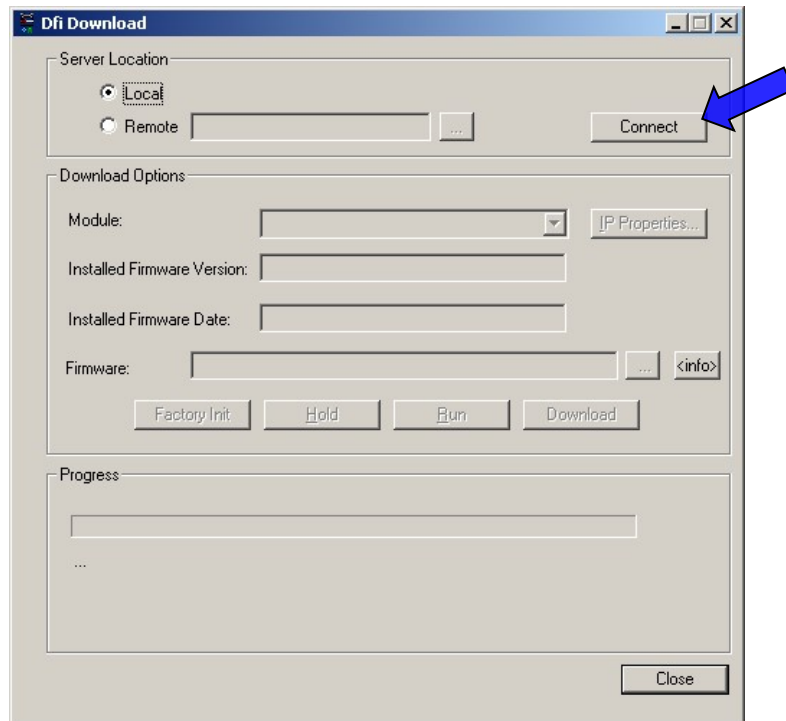 Dfi Download
Server Location
Local
Remote ... Connect
Download Options
Module: IP Properties...
Installed Firmware Version:
Installed Firmware Date:
Firmware: ... <info>
Factory Init Hold Run Download
Progress
...
Close